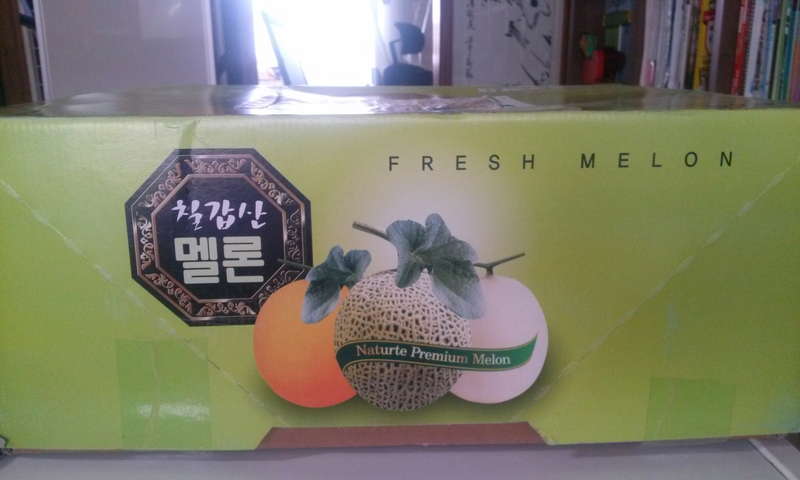 FRESH MELON
칠갑산
멜론
Naturte Premium Melon